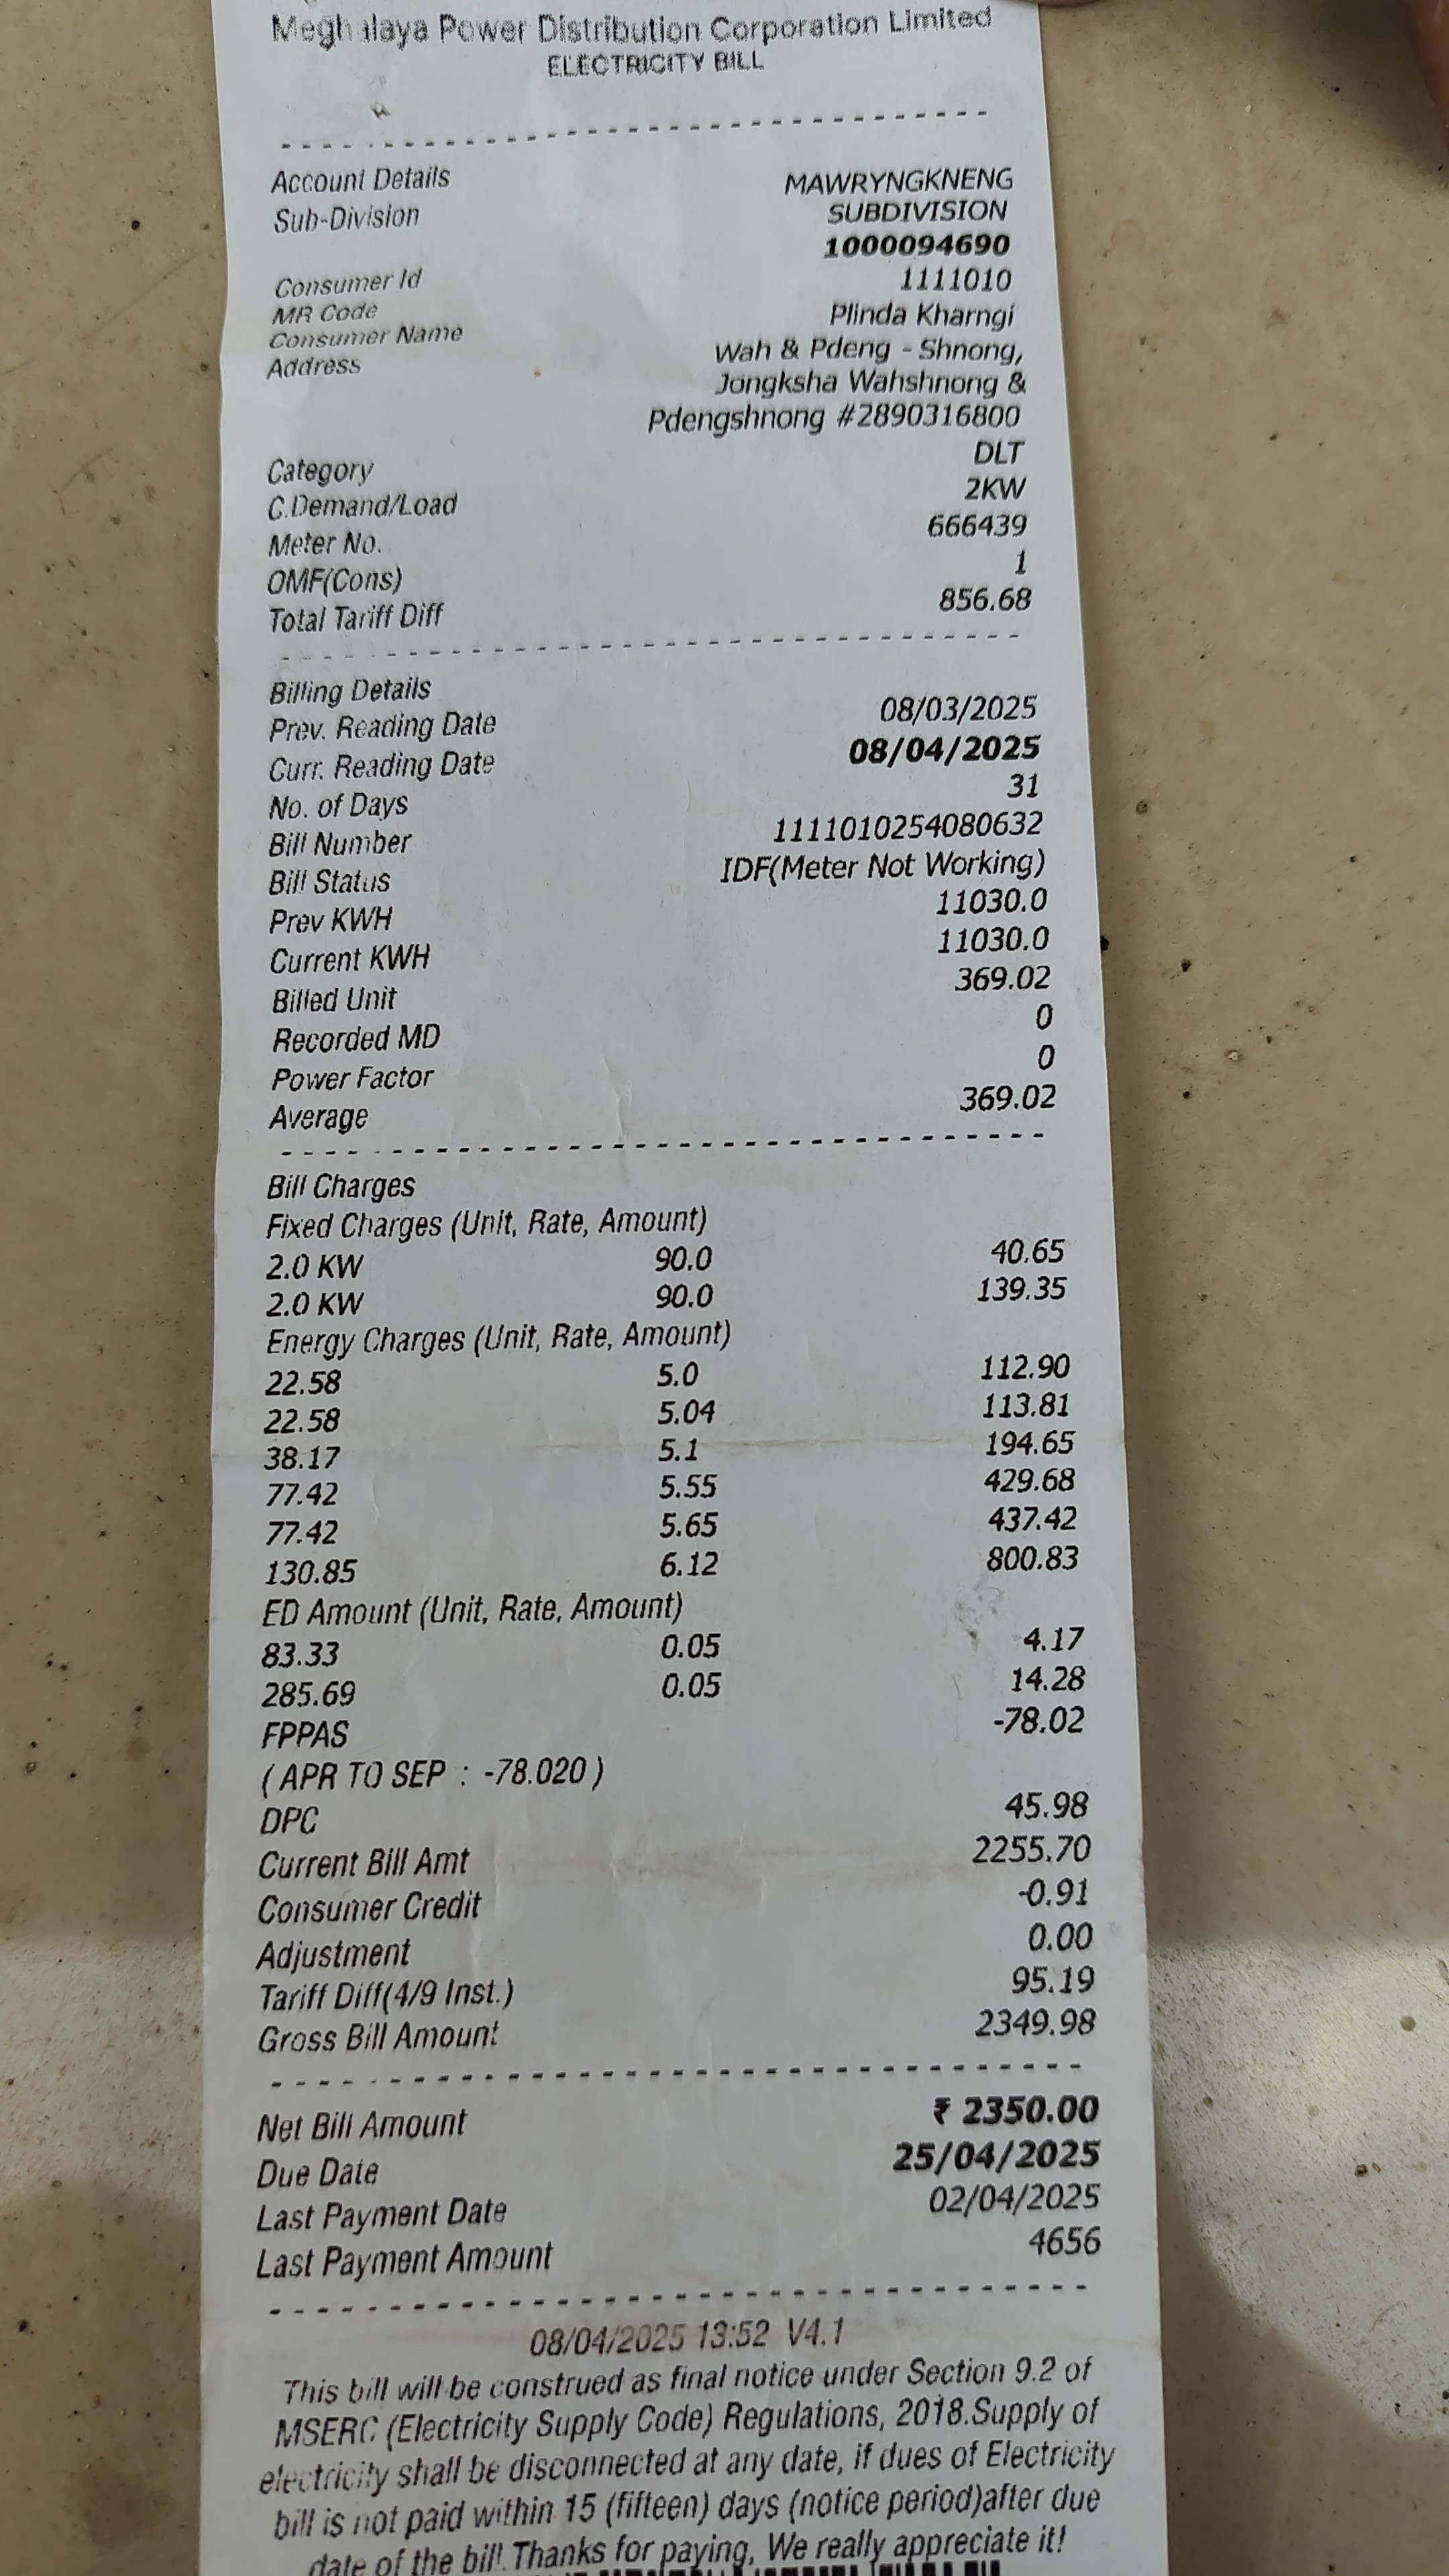 Meghalaya Power Distribution Corporation Limited
ELECTRICITY BILL
Account Details
Sub-Division MAWRYNGKNENG
SUBDIVISION
Consumer Id 1000094690
MR Code 1111010
Consumer Name Plinda Kharngi
Address Wah & Pdeng - Shnong,
Jongksha Wahshnong &
Pdengshnong #2890316800
Category DLT
C.Demand/Load 2KW
Meter No. 666439
OMF(Cons) 1
Total Tariff Diff 856.68
Billing Details
Prev. Reading Date 08/03/2025
Curr. Reading Date 08/04/2025
No. of Days 31
Bill Number 1111010254080632
Bill Status IDF(Meter Not Working)
Prev KWH 11030.0
Current KWH 11030.0
Billed Unit 369.02
Recorded MD 0
Power Factor 0
Average 369.02
Bill Charges
Fixed Charges (Unit, Rate, Amount)
2.0 KW 90.0 40.65
2.0 KW 90.0 139.35
Energy Charges (Unit, Rate, Amount)
22.58 5.0 112.90
22.58 5.04 113.81
38.17 5.1 194.65
77.42 5.55 429.68
77.42 5.65 437.42
130.85 6.12 800.83
ED Amount (Unit, Rate, Amount)
83.33 0.05 4.17
285.69 0.05 14.28
FPPAS -78.02
( APR TO SEP : -78.020 )
DPC 45.98
Current Bill Amt 2255.70
Consumer Credit -0.91
Adjustment 0.00
Tariff Diff(4/9 Inst.) 95.19
Gross Bill Amount 2349.98
Net Bill Amount ₹ 2350.00
Due Date 25/04/2025
Last Payment Date 02/04/2025
Last Payment Amount 4656
08/04/2025 13:52 V4.1
This bill will be construed as final notice under Section 9.2 of
MSERC (Electricity Supply Code) Regulations, 2018.Supply of
electricity shall be disconnected at any date, if dues of Electricity
bill is not paid within 15 (fifteen) days (notice period)after due
date of the bill.Thanks for paying, We really appreciate it!